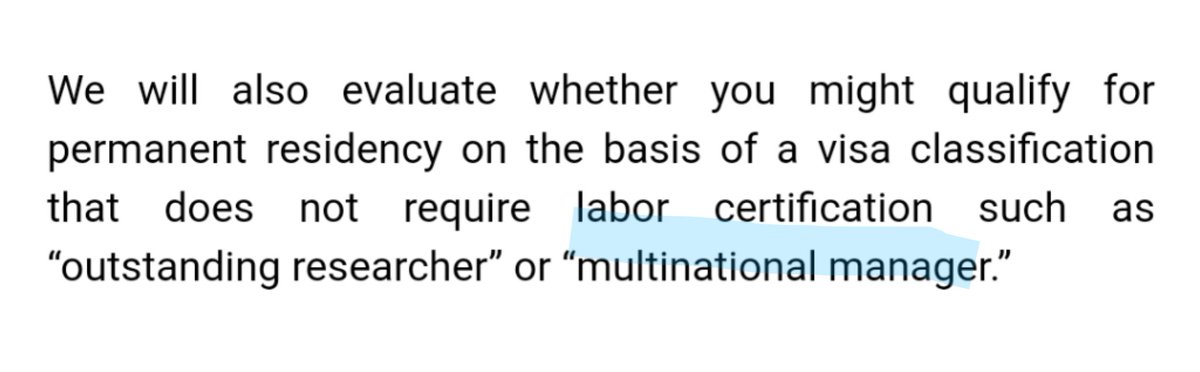 We will also evaluate whether you might qualify for
permanent residency on the basis of a visa classification
that does not require labor certification such as
“outstanding researcher” or “multinational manager.”